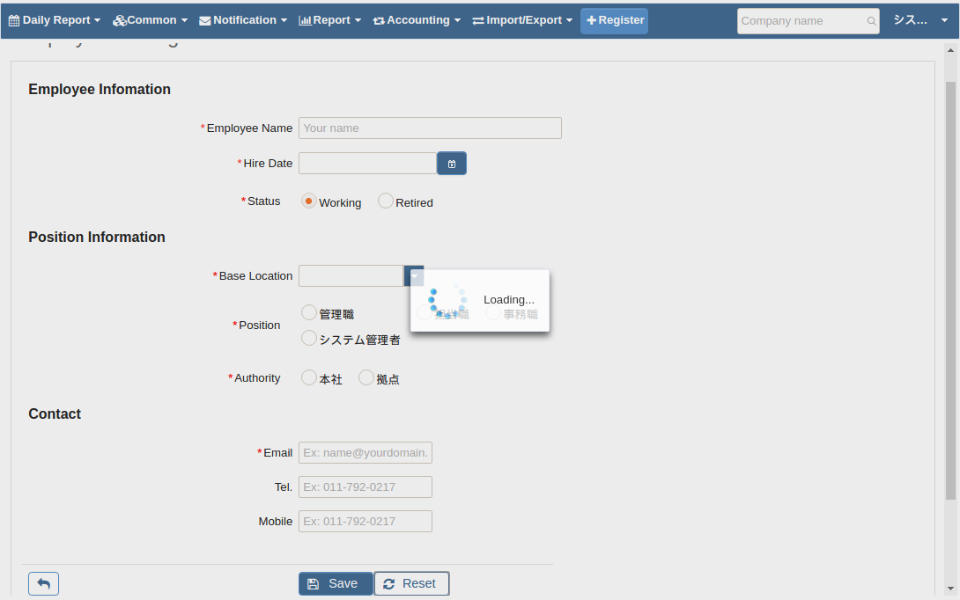 Daily Report Common Notification Report Accounting Import/Export Register Company name シス...
Employee Infomation
*Employee Name Your name
*Hire Date
*Status Working Retired
Position Information
*Base Location
Loading...
*Position 管理職 事務職
システム管理者
*Authority 本社 拠点
Contact
*Email Ex: name@yourdomain.
Tel. Ex: 011-792-0217
Mobile Ex: 011-792-0217
Save Reset